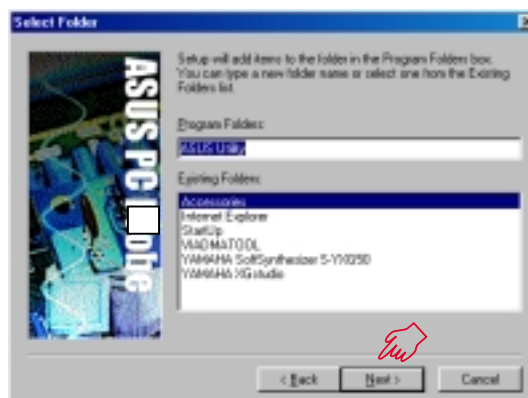 Select Folder
Setup will add items to the folder in the Program Folders box.
You can type a new folder name or select one from the Existing
Folders list.
Program Folders:
ASUS Utility
Existing Folders:
Accessories
Internet Explorer
StartUp
VIADMATOOL
YAMAHA SoftSynthesizer S-YXG50
YAMAHA XGstudio
ASUS PC
< Back
Next >
Cancel